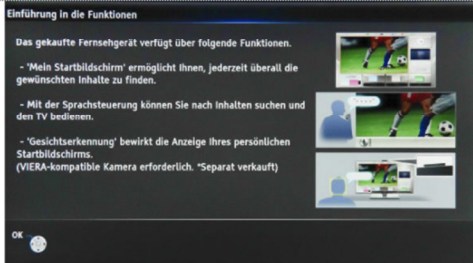 Einführung in die Funktionen
Das gekaufte Fernsehgerät verfügt über folgende Funktionen.
- 'Mein Startbildschirm' ermöglicht Ihnen, jederzeit überall die
gewünschten Inhalte zu finden.
- Mit der Sprachsteuerung können Sie nach Inhalten suchen und
den TV bedienen.
- 'Gesichtserkennung' bewirkt die Anzeige Ihres persönlichen
Startbildschirms.
(VIERA-kompatible Kamera erforderlich. *Separat verkauft)
OK